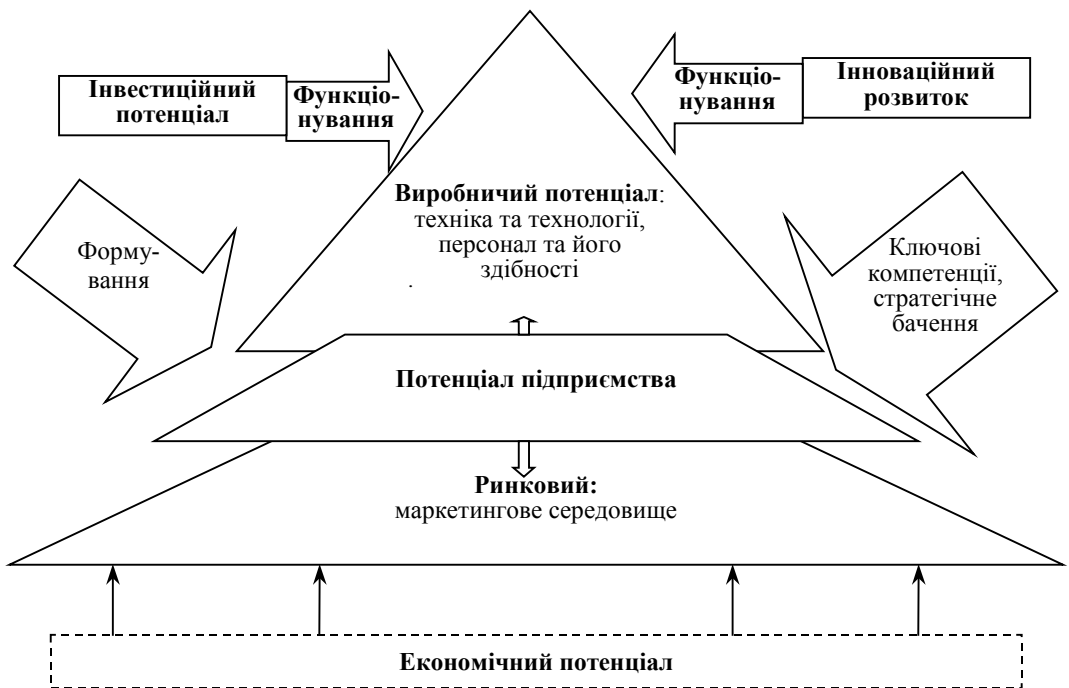 Інвестиційний
потенціал
Функціо-
нування
Функціо-
нування
Інноваційний
розвиток
Виробничий потенціал:
техніка та технології,
персонал та його
здібності
Форму-
вання
Ключові
компетенції,
стратегічне
бачення
.
Потенціал підприємства
Ринковий:
маркетингове середовище
Економічний потенціал